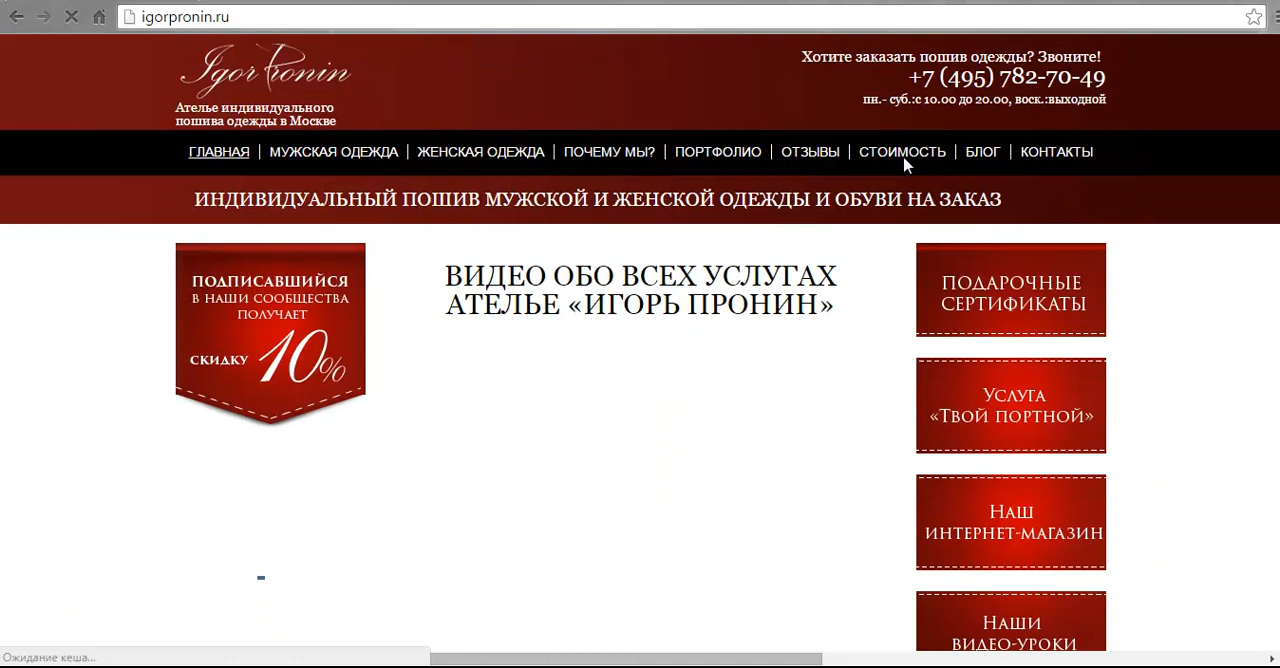 igorpronin.ru
Igor Pronin
Ателье индивидуального
пошива одежды в Москве
Хотите заказать пошив одежды? Звоните!
+7 (495) 782-70-49
пн.- суб.:с 10.00 до 20.00, воск.:выходной
ГЛАВНАЯ МУЖСКАЯ ОДЕЖДА ЖЕНСКАЯ ОДЕЖДА ПОЧЕМУ МЫ? ПОРТФОЛИО ОТЗЫВЫ СТОИМОСТЬ БЛОГ КОНТАКТЫ
ИНДИВИДУАЛЬНЫЙ ПОШИВ МУЖСКОЙ И ЖЕНСКОЙ ОДЕЖДЫ И ОБУВИ НА ЗАКАЗ
ПОДПИСАВШИЙСЯ
В НАШИ СООБЩЕСТВА
ПОЛУЧАЕТ
СКИДКУ 10%
ВИДЕО ОБО ВСЕХ УСЛУГАХ
АТЕЛЬЕ «ИГОРЬ ПРОНИН»
ПОДАРОЧНЫЕ
СЕРТИФИКАТЫ
УСЛУГА
«ТВОЙ ПОРТНОЙ»
НАШ
ИНТЕРНЕТ-МАГАЗИН
НАШИ
ВИДЕО-УРОКИ
Ожидание кеша...